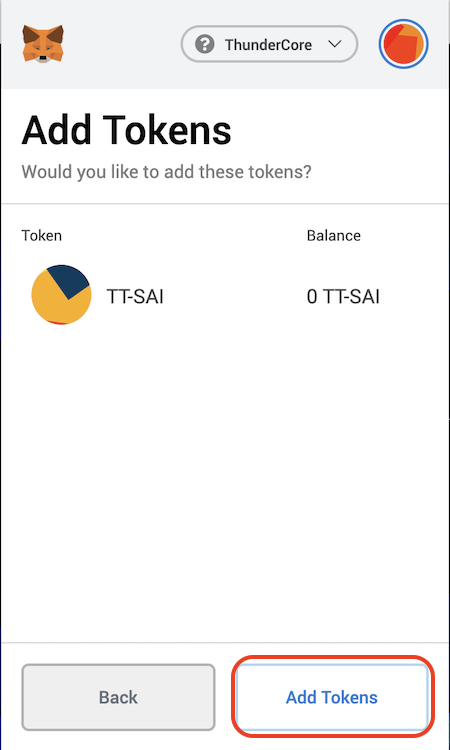 ThunderCore
Add Tokens
Would you like to add these tokens?
Token Balance
TT-SAI 0 TT-SAI
Back Add Tokens